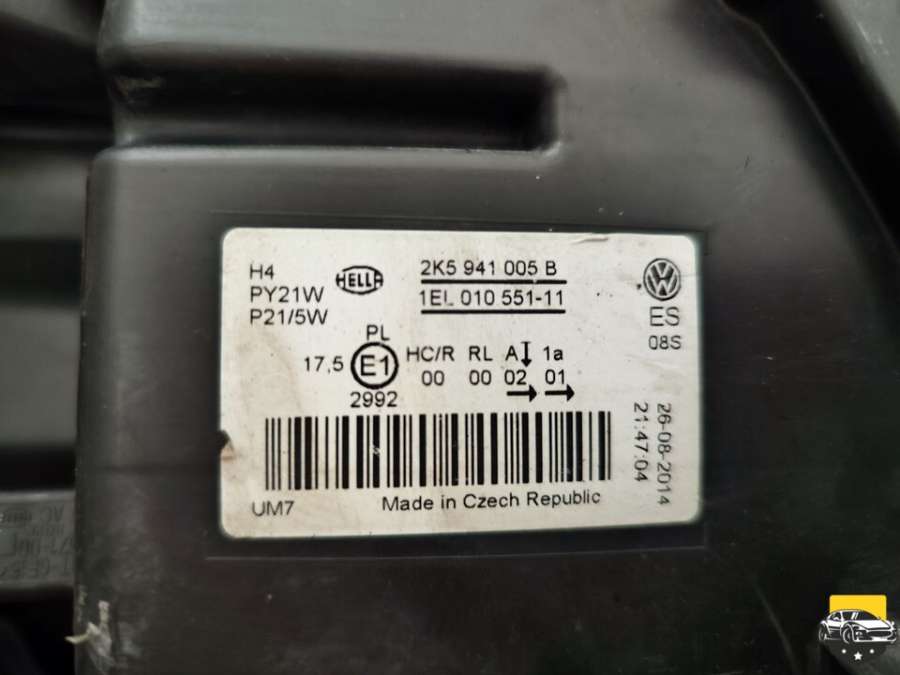 H4
PY21W
P21/5W
HELLA
2K5 941 005 B
1EL 010 551-11
ES
08S
PL
17,5 E1
2992
HC/R RL A 1a
00 00 02 01
26-08-2014
21:47:04
UM7
Made in Czech Republic